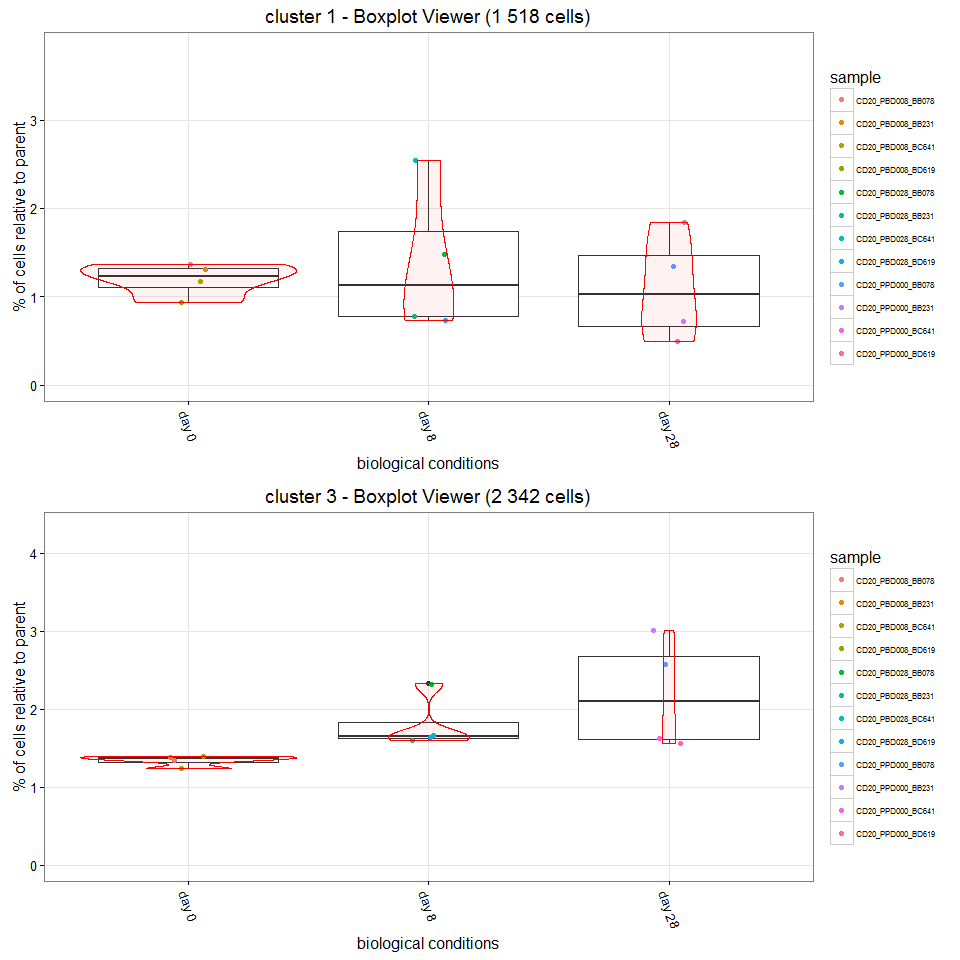 cluster 1 - Boxplot Viewer (1 518 cells)
% of cells relative to parent
3
2
1
0
day 0
day 8
day 28
biological conditions
sample
CD20_PBD008_BB078
CD20_PBD008_BB231
CD20_PBD008_BC641
CD20_PBD008_BD619
CD20_PBD028_BB078
CD20_PBD028_BB231
CD20_PBD028_BC641
CD20_PBD028_BD619
CD20_PPD000_BB078
CD20_PPD000_BB231
CD20_PPD000_BC641
CD20_PPD000_BD619
cluster 3 - Boxplot Viewer (2 342 cells)
% of cells relative to parent
4
3
2
1
0
day 0
day 8
day 28
biological conditions
sample
CD20_PBD008_BB078
CD20_PBD008_BB231
CD20_PBD008_BC641
CD20_PBD008_BD619
CD20_PBD028_BB078
CD20_PBD028_BB231
CD20_PBD028_BC641
CD20_PBD028_BD619
CD20_PPD000_BB078
CD20_PPD000_BB231
CD20_PPD000_BC641
CD20_PPD000_BD619